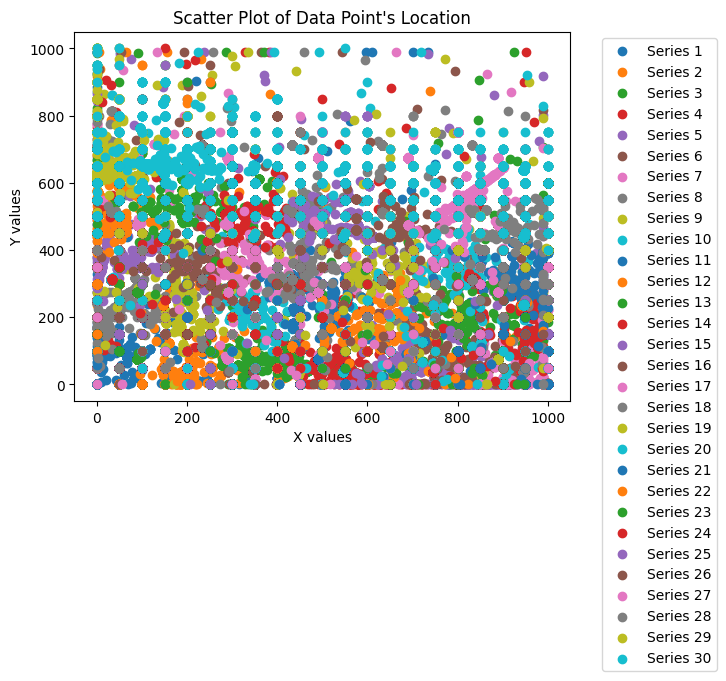 Scatter Plot of Data Point's Location
1000
800
600
400
200
0
Y values
0 200 400 600 800 1000
X values
Series 1
Series 2
Series 3
Series 4
Series 5
Series 6
Series 7
Series 8
Series 9
Series 10
Series 11
Series 12
Series 13
Series 14
Series 15
Series 16
Series 17
Series 18
Series 19
Series 20
Series 21
Series 22
Series 23
Series 24
Series 25
Series 26
Series 27
Series 28
Series 29
Series 30